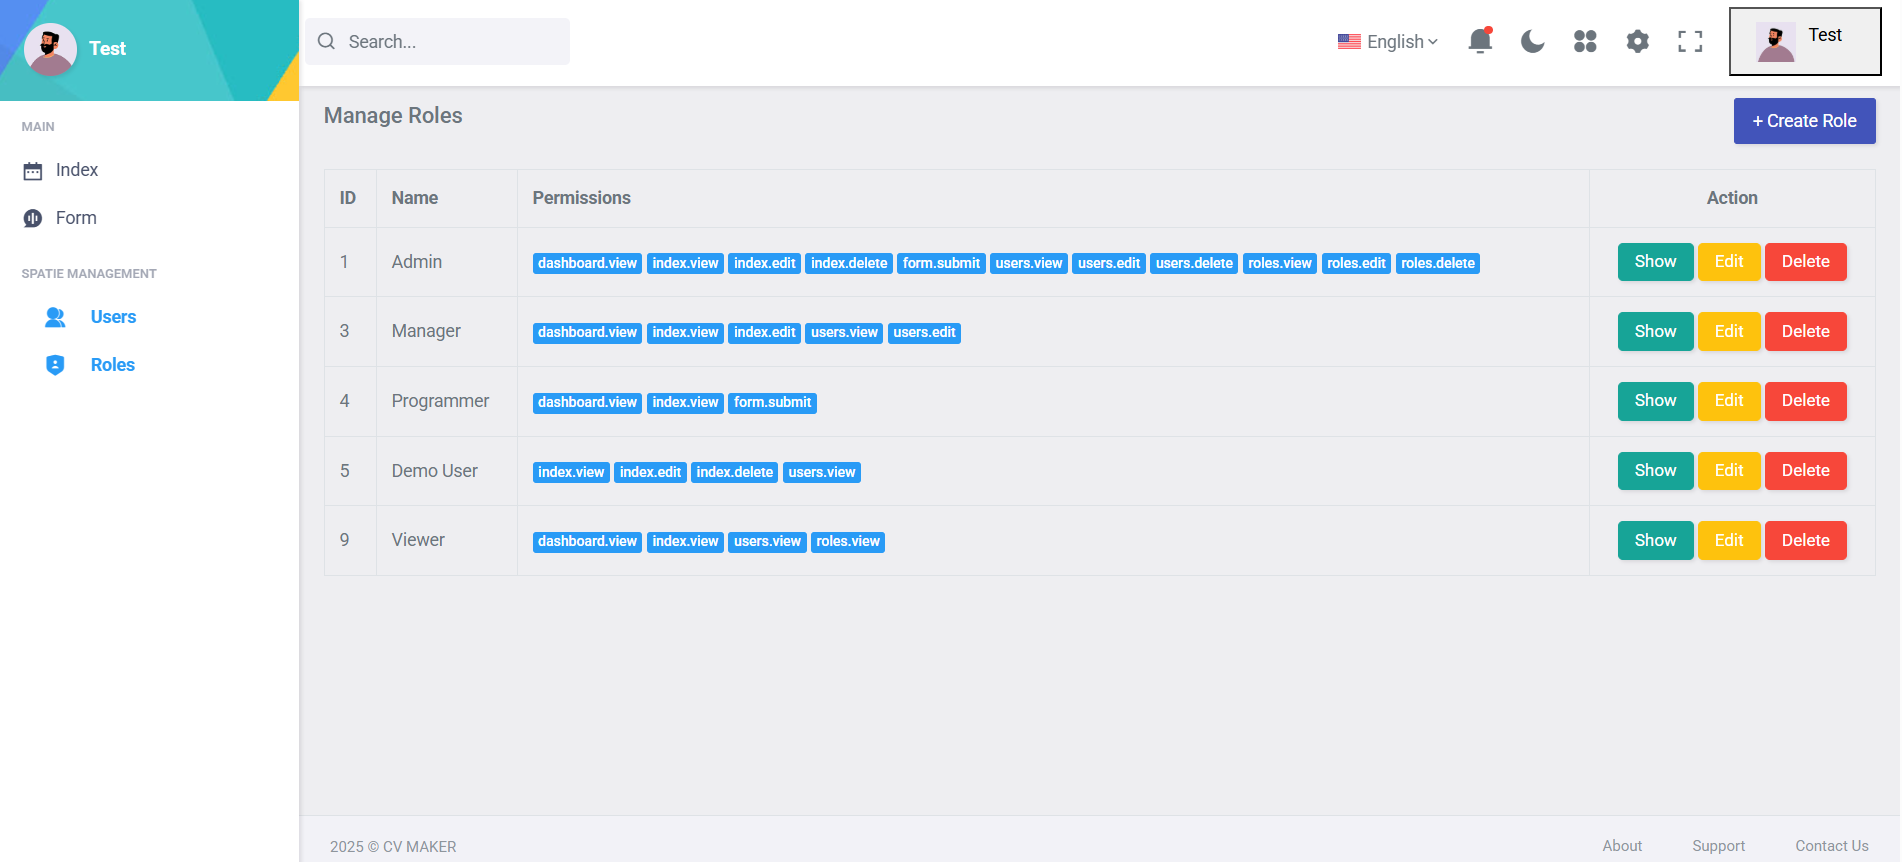 Test
Search...
English
Test
MAIN
Index
Form
SPATIE MANAGEMENT
Users
Roles
Manage Roles
+ Create Role
ID Name Permissions Action
1 Admin dashboard.view index.view index.edit index.delete form.submit users.view users.edit users.delete roles.view roles.edit roles.delete Show Edit Delete
3 Manager dashboard.view index.view index.edit users.view users.edit Show Edit Delete
4 Programmer dashboard.view index.view form.submit Show Edit Delete
5 Demo User index.view index.edit index.delete users.view Show Edit Delete
9 Viewer dashboard.view index.view users.view roles.view Show Edit Delete
2025 © CV MAKER
About Support Contact Us